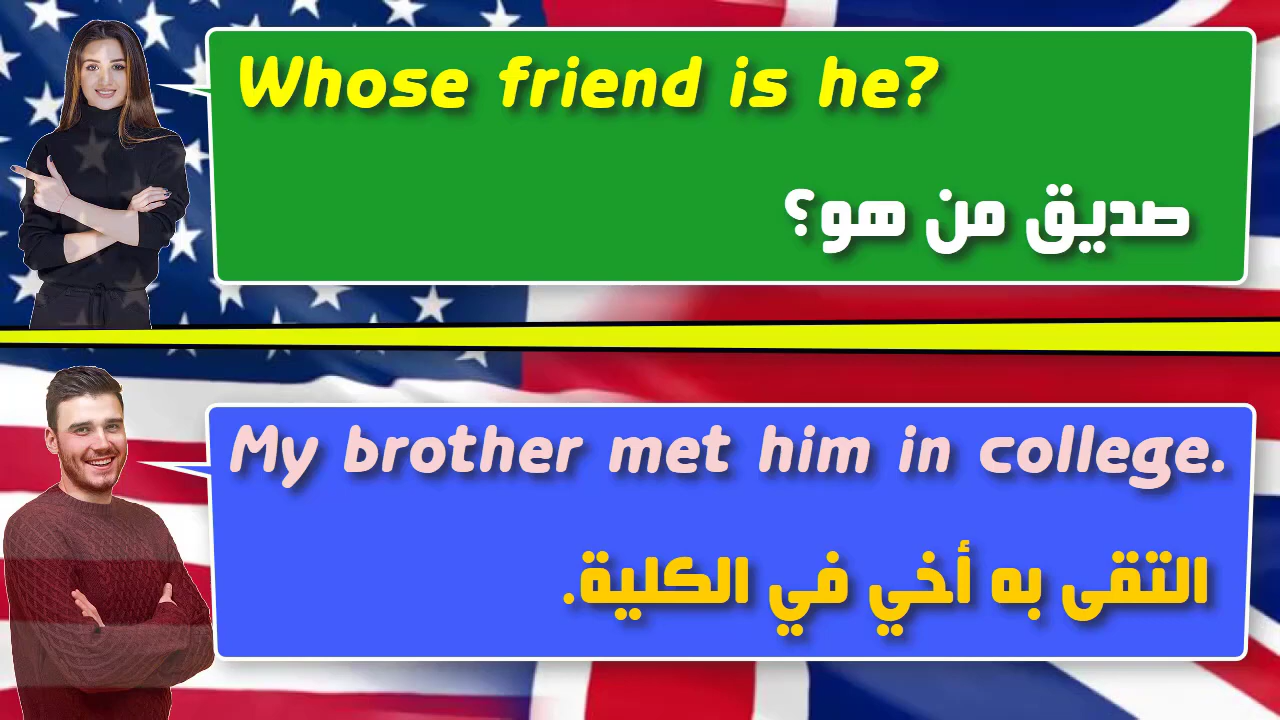 Whose friend is he?
صديق من هو؟
My brother met him in college.
التقى به أخي في الكلية.